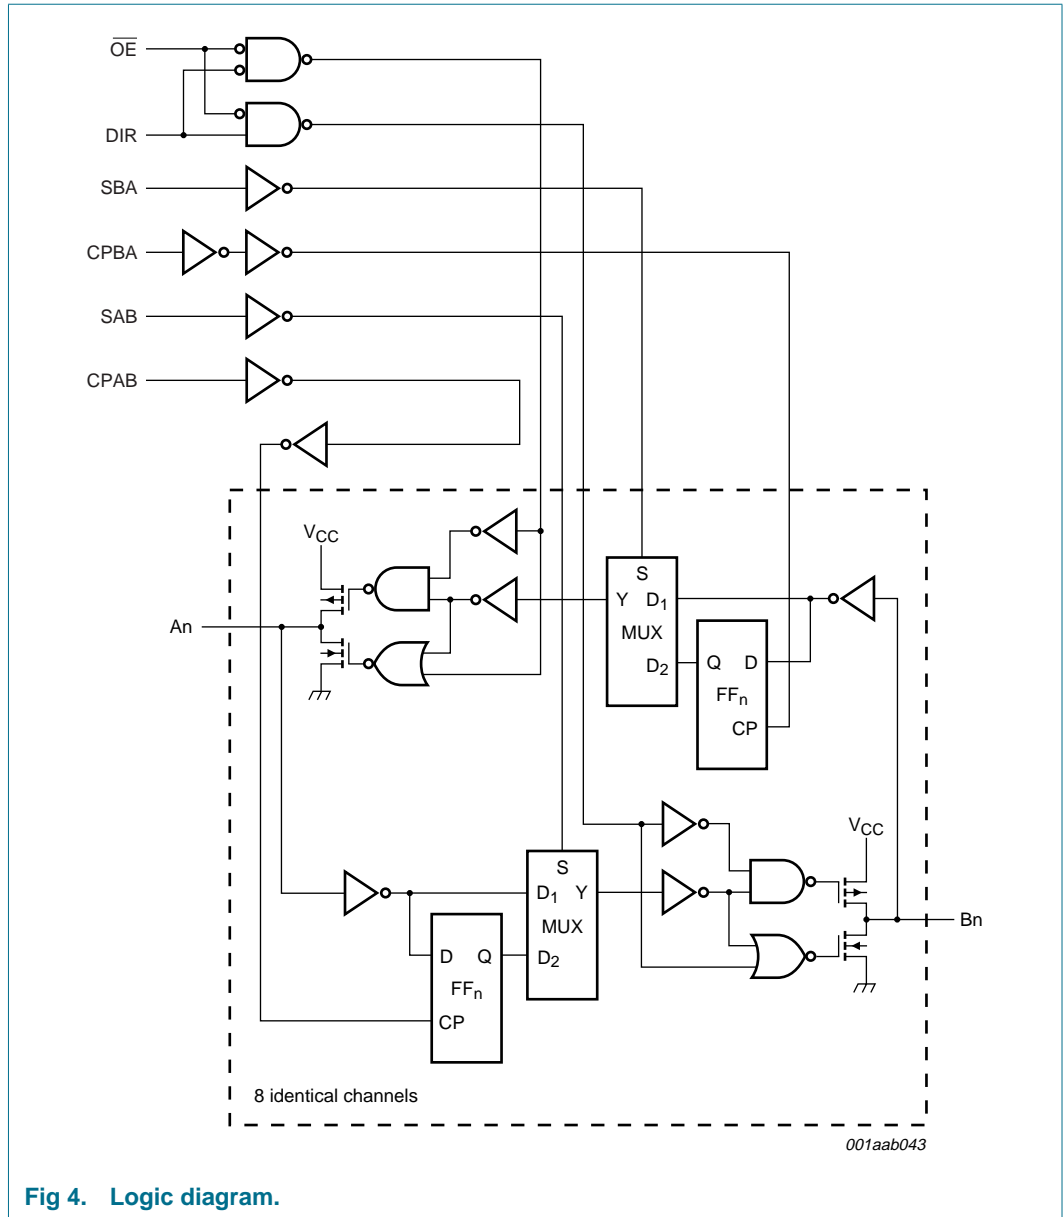 O̅E̅
DIR
SBA
CPBA
SAB
CPAB
VCC
An
S
Y D1
MUX
D2
Q D
FFn
CP
VCC
S
D1 Y
MUX
D2
D Q
FFn
CP
Bn
8 identical channels
001aab043
Fig 4. Logic diagram.